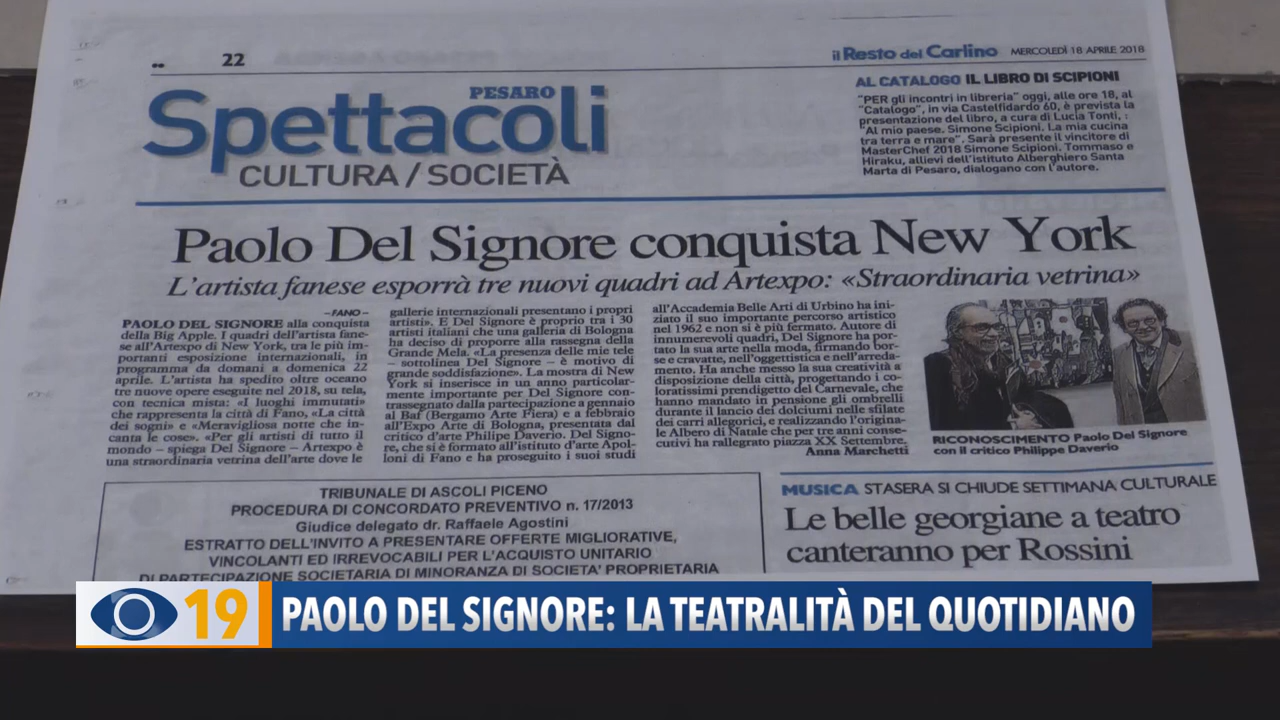 22
il Resto del Carlino MERCOLEDÌ 18 APRILE 2018
PESARO
Spettacoli
CULTURA / SOCIETÀ
AL CATALOGO IL LIBRO DI SCIPIONI
"PER gli incontri in libreria" oggi, alle ore 18, al
"Catalogo", in via Castelfidardo 60, è prevista la
presentazione del libro, a cura di Lucia Tonti, :
"Al mio paese. Simone Scipioni. La mia cucina
tra terra e mare". Sarà presente il vincitore di
MasterChef 2018 Simone Scipioni. Tommaso e
Hiraku, allievi dell'istituto Alberghiero Santa
Marta di Pesaro, dialogano con l'autore.
Paolo Del Signore conquista New York
L'artista fanese esporrà tre nuovi quadri ad Artexpo: «Straordinaria vetrina»
– FANO –
PAOLO DEL SIGNORE alla conquista
della Big Apple. I quadri dell'artista fane-
se all'Artexpo di New York, tra le più im-
portanti esposizione internazionali, in
programma da domani a domenica 22
aprile. L'artista ha spedito oltre oceano
tre nuove opere eseguite nel 2018, su tela,
con tecnica mista: «I luoghi immutati»
che rappresenta la città di Fano, «La città
dei sogni» e «Meravigliosa notte che in-
canta le cose». «Per gli artisti di tutto il
mondo – spiega Del Signore – Artexpo è
una straordinaria vetrina dell'arte dove le
gallerie internazionali presentano i propri
artisti». E Del Signore è proprio tra i 30
artisti italiani che una galleria di Bologna
ha deciso di proporre alla rassegna della
Grande Mela. «La presenza delle mie tele
– sottolinea Del Signore – è motivo di
grande soddisfazione». La mostra di New
York si inserisce in un anno particolar-
mente importante per Del Signore con-
trassegnato dalla partecipazione a gennaio
al Baf (Bergamo Arte Fiera) e a febbraio
all'Expo Arte di Bologna, presentata dal
critico d'arte Philipe Daverio. Del Signo-
re, che si è formato all'istituto d'arte Apol-
loni di Fano e ha proseguito i suoi studi
all'Accademia Belle Arti di Urbino ha ini-
ziato il suo importante percorso artistico
nel 1962 e non si è più fermato. Autore di
innumerevoli quadri, Del Signore ha por-
tato la sua arte nella moda, firmando bor-
se e cravatte, nell'oggettistica e nell'arreda-
mento. Ha anche messo la sua creatività a
disposizione della città, progettando i co-
loratissimi prendigetto del Carnevale, che
hanno mandato in pensione gli ombrelli
durante il lancio dei dolciumi nelle sfilate
dei carri allegorici, e realizzando l'origina-
le Albero di Natale che per tre anni conse-
cutivi ha rallegrato piazza XX Settembre.
Anna Marchetti
RICONOSCIMENTO Paolo Del Signore
con il critico Philippe Daverio
TRIBUNALE DI ASCOLI PICENO
PROCEDURA DI CONCORDATO PREVENTIVO n. 17/2013
Giudice delegato dr. Raffaele Agostini
ESTRATTO DELL'INVITO A PRESENTARE OFFERTE MIGLIORATIVE,
VINCOLANTI ED IRREVOCABILI PER L'ACQUISTO UNITARIO
DI PARTECIPAZIONE SOCIETARIA DI MINORANZA DI SOCIETA' PROPRIETARIA
MUSICA STASERA SI CHIUDE SETTIMANA CULTURALE
Le belle georgiane a teatro
canteranno per Rossini
19
PAOLO DEL SIGNORE: LA TEATRALITÀ DEL QUOTIDIANO